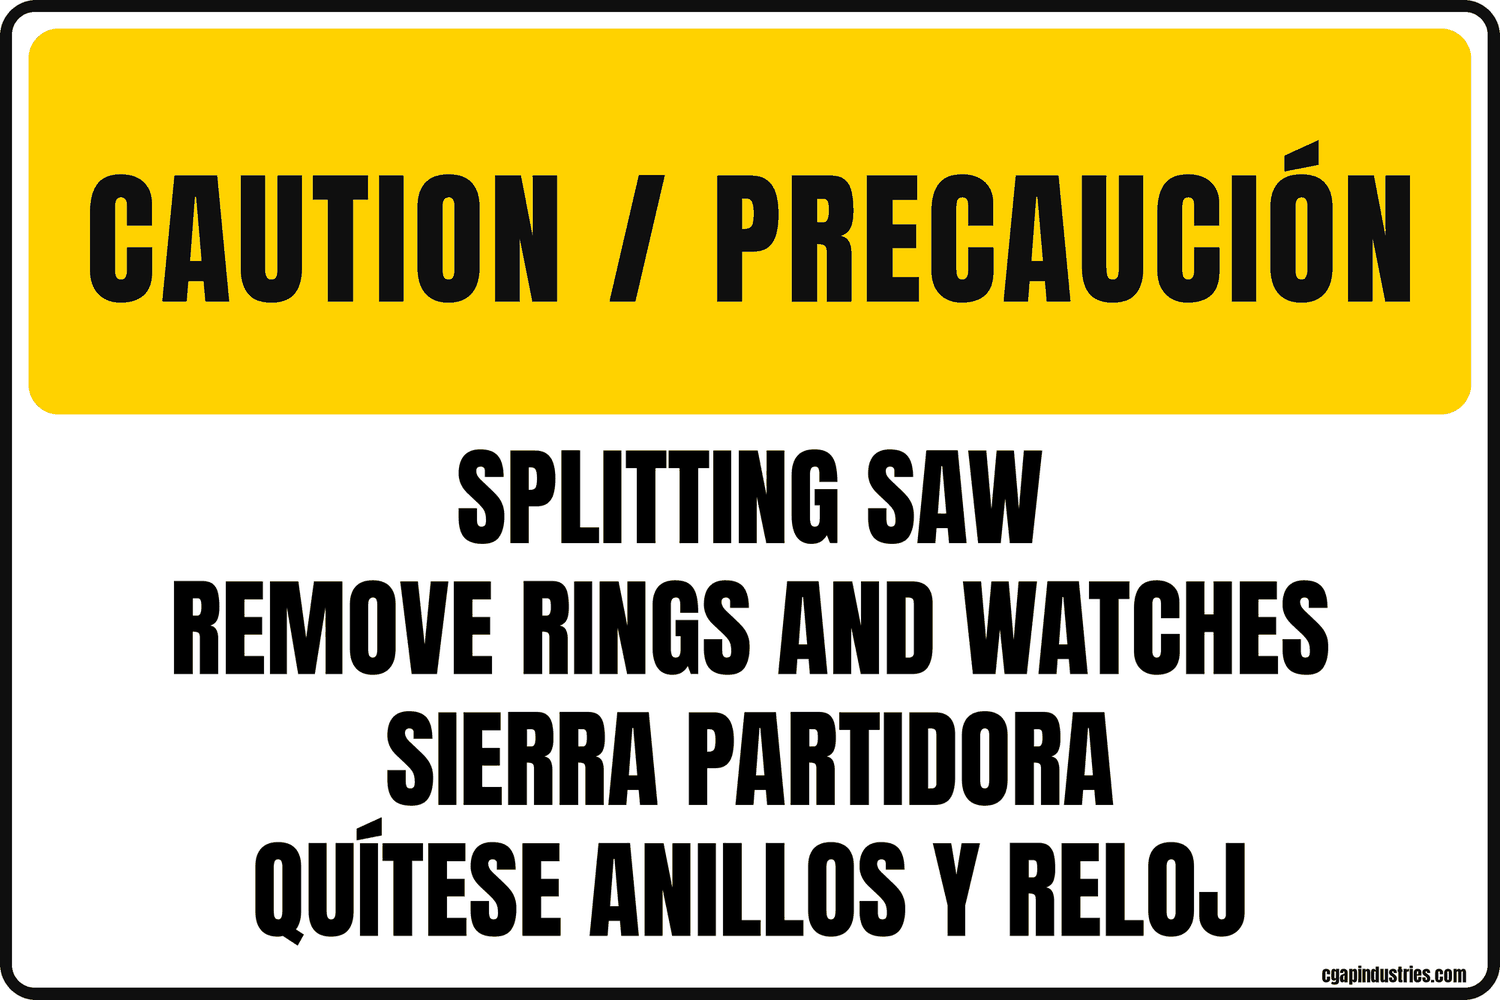 CAUTION / PRECAUCIÓN
SPLITTING SAW
REMOVE RINGS AND WATCHES
SIERRA PARTIDORA
QUÍTESE ANILLOS Y RELOJ
cgapindustries.com